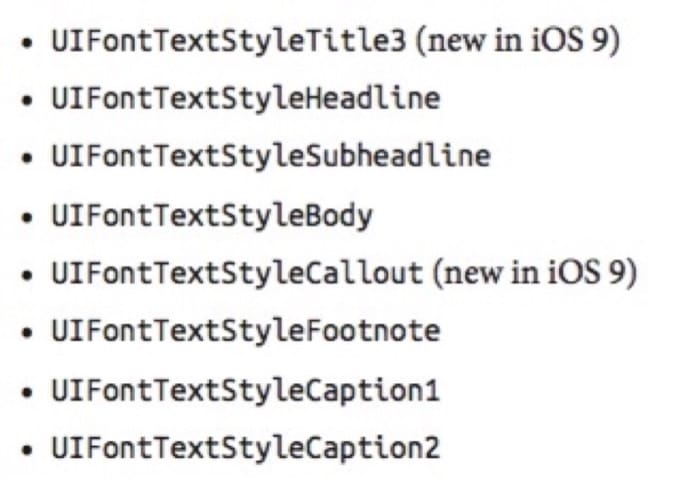 • UIFontTextStyleTitle3 (new in iOS 9)
• UIFontTextStyleHeadline
• UIFontTextStyleSubheadline
• UIFontTextStyleBody
• UIFontTextStyleCallout (new in iOS 9)
• UIFontTextStyleFootnote
• UIFontTextStyleCaption1
• UIFontTextStyleCaption2